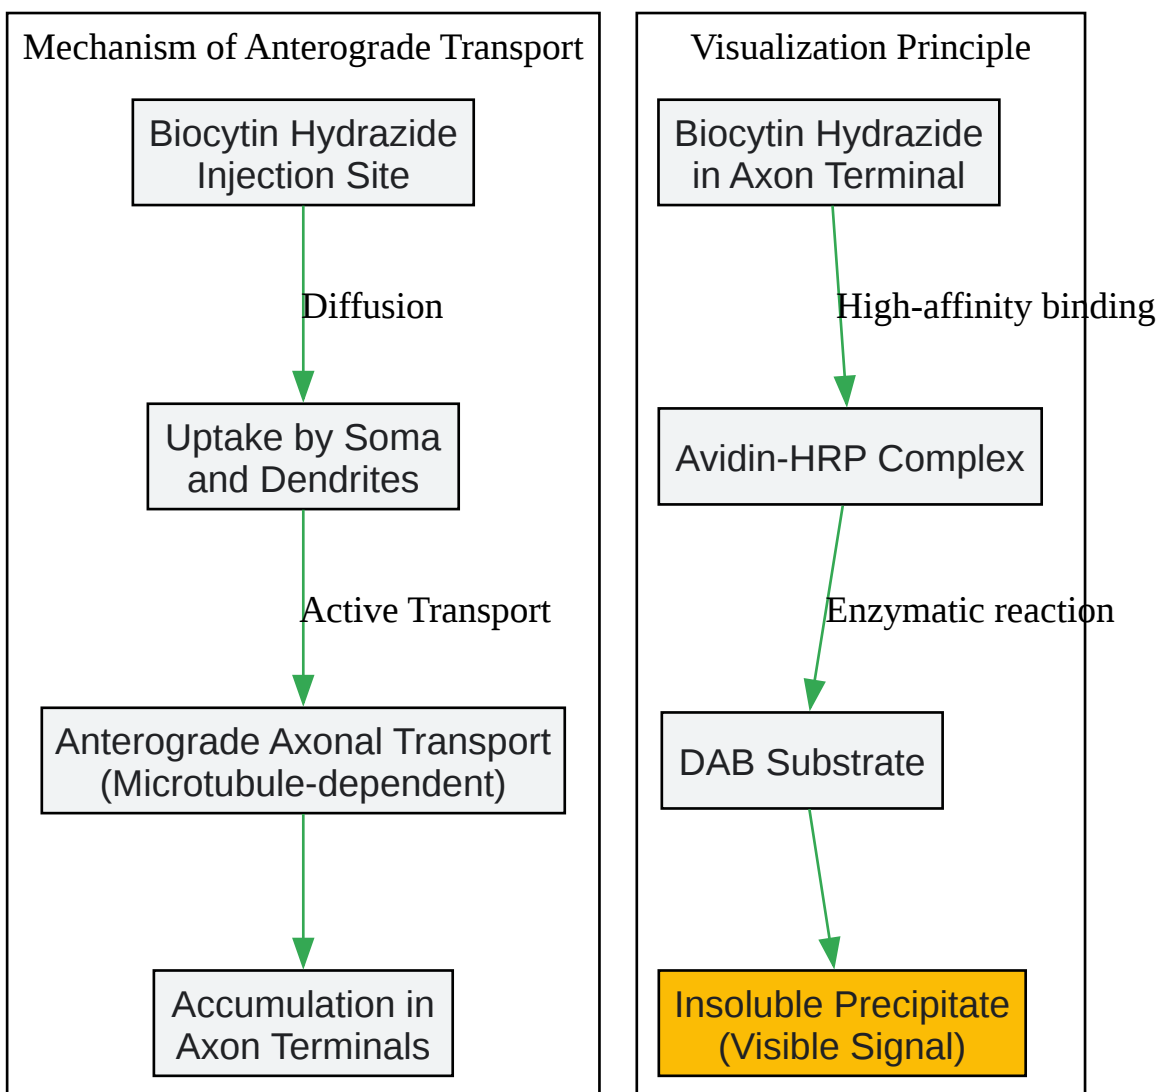 Mechanism of Anterograde Transport
Biocytin Hydrazide
Injection Site
Diffusion
Uptake by Soma
and Dendrites
Active Transport
Anterograde Axonal Transport
(Microtubule-dependent)
Accumulation in
Axon Terminals
Visualization Principle
Biocytin Hydrazide
in Axon Terminal
High-affinity binding
Avidin-HRP Complex
Enzymatic reaction
DAB Substrate
Insoluble Precipitate
(Visible Signal)